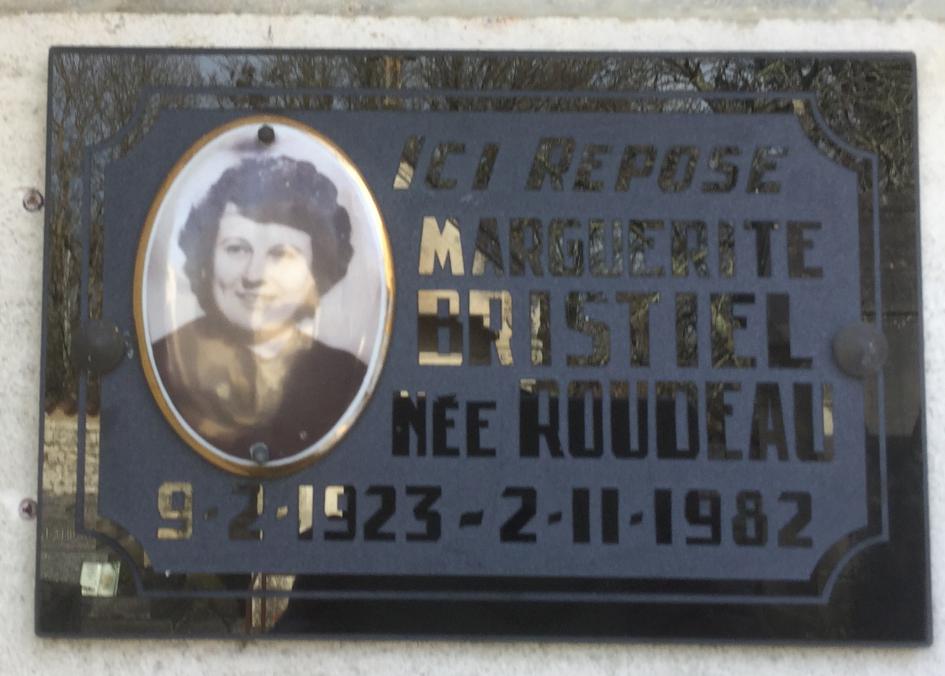 ICI REPOSE
MARGUERITE
BRISTIEL
NÉE ROUDEAU
9-2-1923-2-11-1982